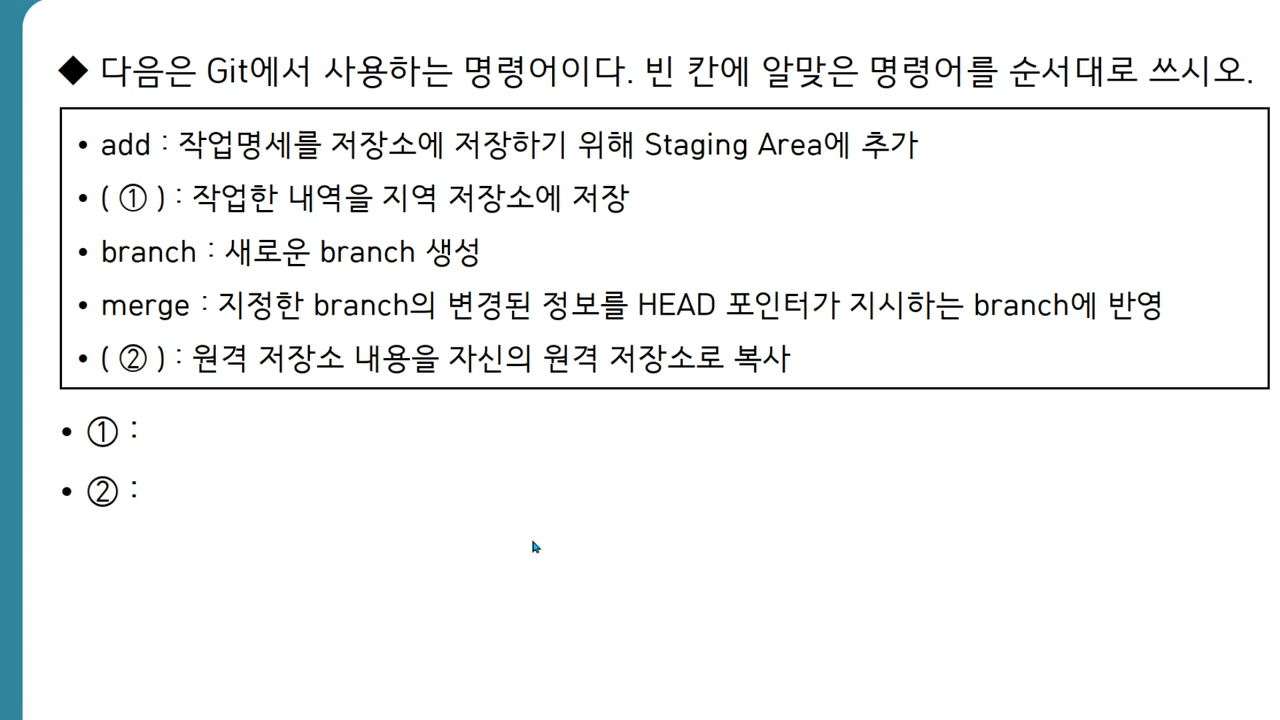 ◆ 다음은 Git에서 사용하는 명령어이다. 빈 칸에 알맞은 명령어를 순서대로 쓰시오.
• add : 작업명세를 저장소에 저장하기 위해 Staging Area에 추가
• ( ① ) : 작업한 내역을 지역 저장소에 저장
• branch : 새로운 branch 생성
• merge : 지정한 branch의 변경된 정보를 HEAD 포인터가 지시하는 branch에 반영
• ( ② ) : 원격 저장소 내용을 자신의 원격 저장소로 복사
• ① :
• ② :